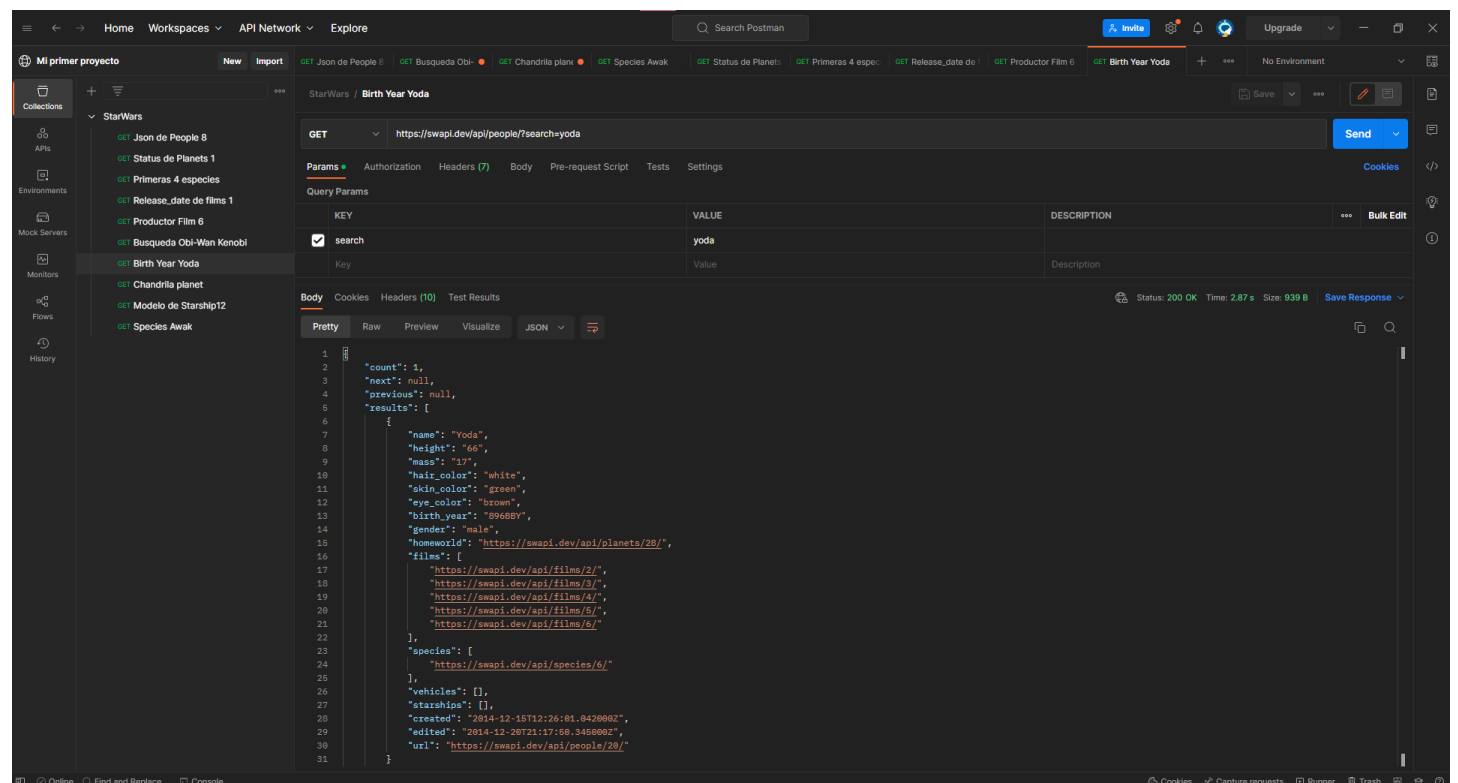 Home Workspaces API Network Explore Search Postman Invite Upgrade
Mi primer proyecto New Import GET Json de People 8 GET Busqueda Obi- GET Chandrila plane GET Species Awak GET Status de Planets GET Primeras 4 espec GET Release_date de GET Productor Film 6 GET Birth Year Yoda No Environment
Collections
APIs
Environments
Mock Servers
Monitors
Flows
History
StarWars
GET Json de People 8
GET Status de Planets 1
GET Primeras 4 especies
GET Release_date de films 1
GET Productor Film 6
GET Busqueda Obi-Wan Kenobi
GET Birth Year Yoda
GET Chandrila planet
GET Modelo de Starship12
GET Species Awak
StarWars / Birth Year Yoda Save
GET https://swapi.dev/api/people/?search=yoda Send
Params Authorization Headers (7) Body Pre-request Script Tests Settings Cookies
Query Params
KEY VALUE DESCRIPTION Bulk Edit
search yoda
Key Value Description
Body Cookies Headers (10) Test Results Status: 200 OK Time: 2.87 s Size: 939 B Save Response
Pretty Raw Preview Visualize JSON
1 {
2 "count": 1,
3 "next": null,
4 "previous": null,
5 "results": [
6 {
7 "name": "Yoda",
8 "height": "66",
9 "mass": "17",
10 "hair_color": "white",
11 "skin_color": "green",
12 "eye_color": "brown",
13 "birth_year": "896BBY",
14 "gender": "male",
15 "homeworld": "https://swapi.dev/api/planets/28/",
16 "films": [
17 "https://swapi.dev/api/films/2/",
18 "https://swapi.dev/api/films/3/",
19 "https://swapi.dev/api/films/4/",
20 "https://swapi.dev/api/films/5/",
21 "https://swapi.dev/api/films/6/"
22 ],
23 "species": [
24 "https://swapi.dev/api/species/6/"
25 ],
26 "vehicles": [],
27 "starships": [],
28 "created": "2014-12-15T12:26:01.042000Z",
29 "edited": "2014-12-20T21:17:50.345000Z",
30 "url": "https://swapi.dev/api/people/20/"
31 }
Online Find and Replace Console Cookies Capture requests Runner Trash